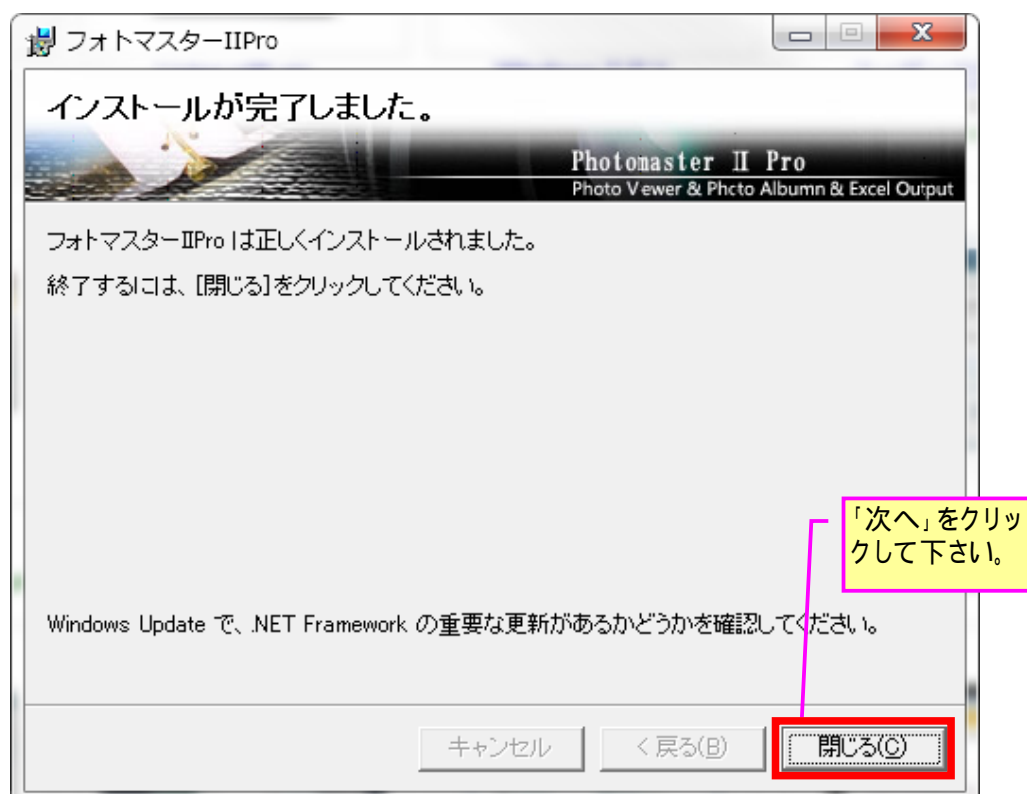 フォトマスターIIPro
インストールが完了しました。
Photomaster Ⅱ Pro
Photo Vewer & Photo Albumn & Excel Output
フォトマスターⅡPro は正しくインストールされました。
終了するには、[閉じる]をクリックしてください。
「次へ」をクリッ
クして下さい。
Windows Update で、.NET Framework の重要な更新があるかどうかを確認してください。
キャンセル
< 戻る(B)
閉じる(C)